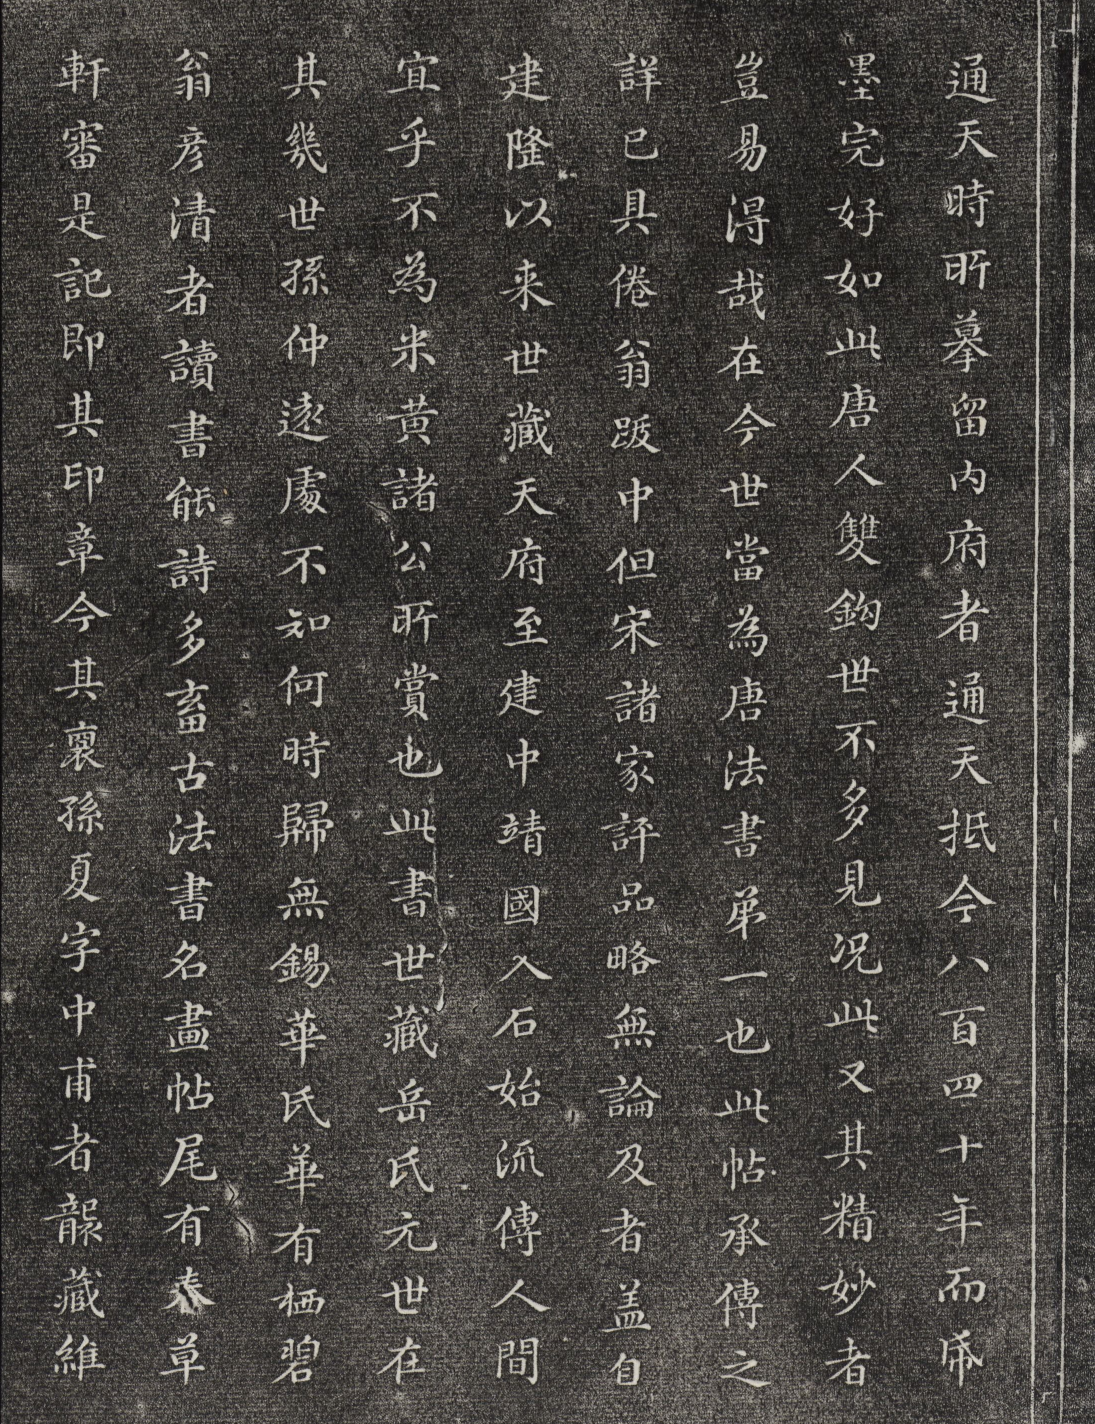 通天時所摹留内府者通天抵今八百四十年而帋
墨完好如此唐人雙鈎世不多見况此又其精妙者
豈易得哉在今世當為唐法書弟一也此帖承傳之
詳已具倦翁跋中但宋諸家評品略無論及者盖自
建隆以来世藏天府至建中靖國入石始流傳人間
宜乎不為米黄諸公所賞也此書世藏岳氏元世在
其幾世孫仲遠處不知何時歸無錫華氏華有栖碧
翁彦清者讀書能詩多畜古法書名畫帖尾有春草
軒審是記即其印章今其裔孫夏字中甫者襲藏維